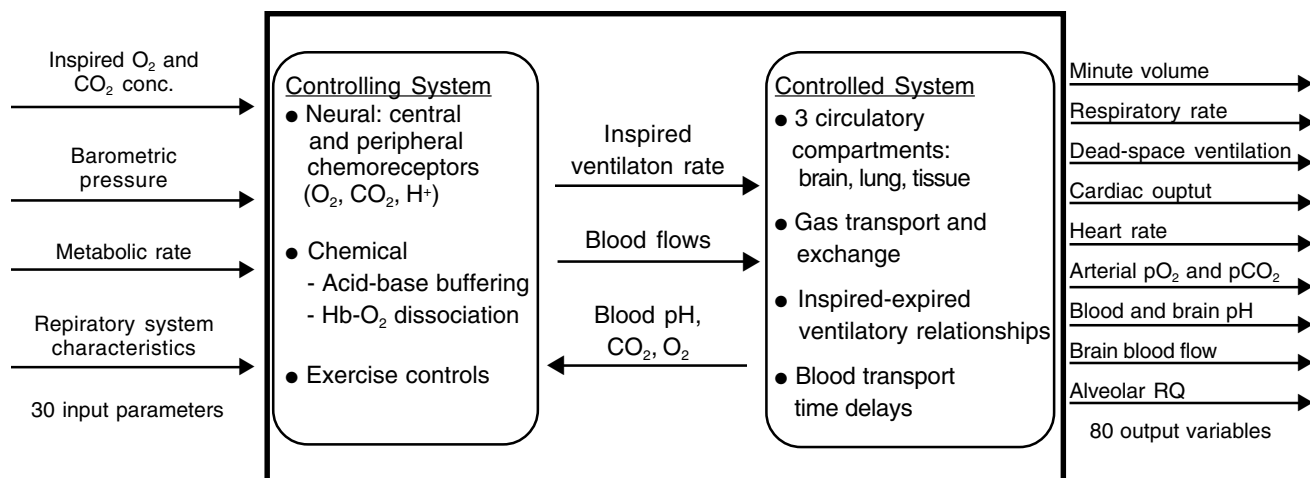 Inspired O₂ and
CO₂ conc.
Barometric
pressure
Metabolic rate
Repiratory system
characteristics
30 input parameters
Controlling System
● Neural: central
and peripheral
chemoreceptors
(O₂, CO₂, H⁺)
● Chemical
- Acid-base buffering
- Hb-O₂ dissociation
● Exercise controls
Inspired
ventilaton rate
Blood flows
Blood pH,
CO₂, O₂
Controlled System
● 3 circulatory
compartments:
brain, lung, tissue
● Gas transport and
exchange
● Inspired-expired
ventilatory relationships
● Blood transport
time delays
Minute volume
Respiratory rate
Dead-space ventilation
Cardiac ouptut
Heart rate
Arterial pO₂ and pCO₂
Blood and brain pH
Brain blood flow
Alveolar RQ
80 output variables